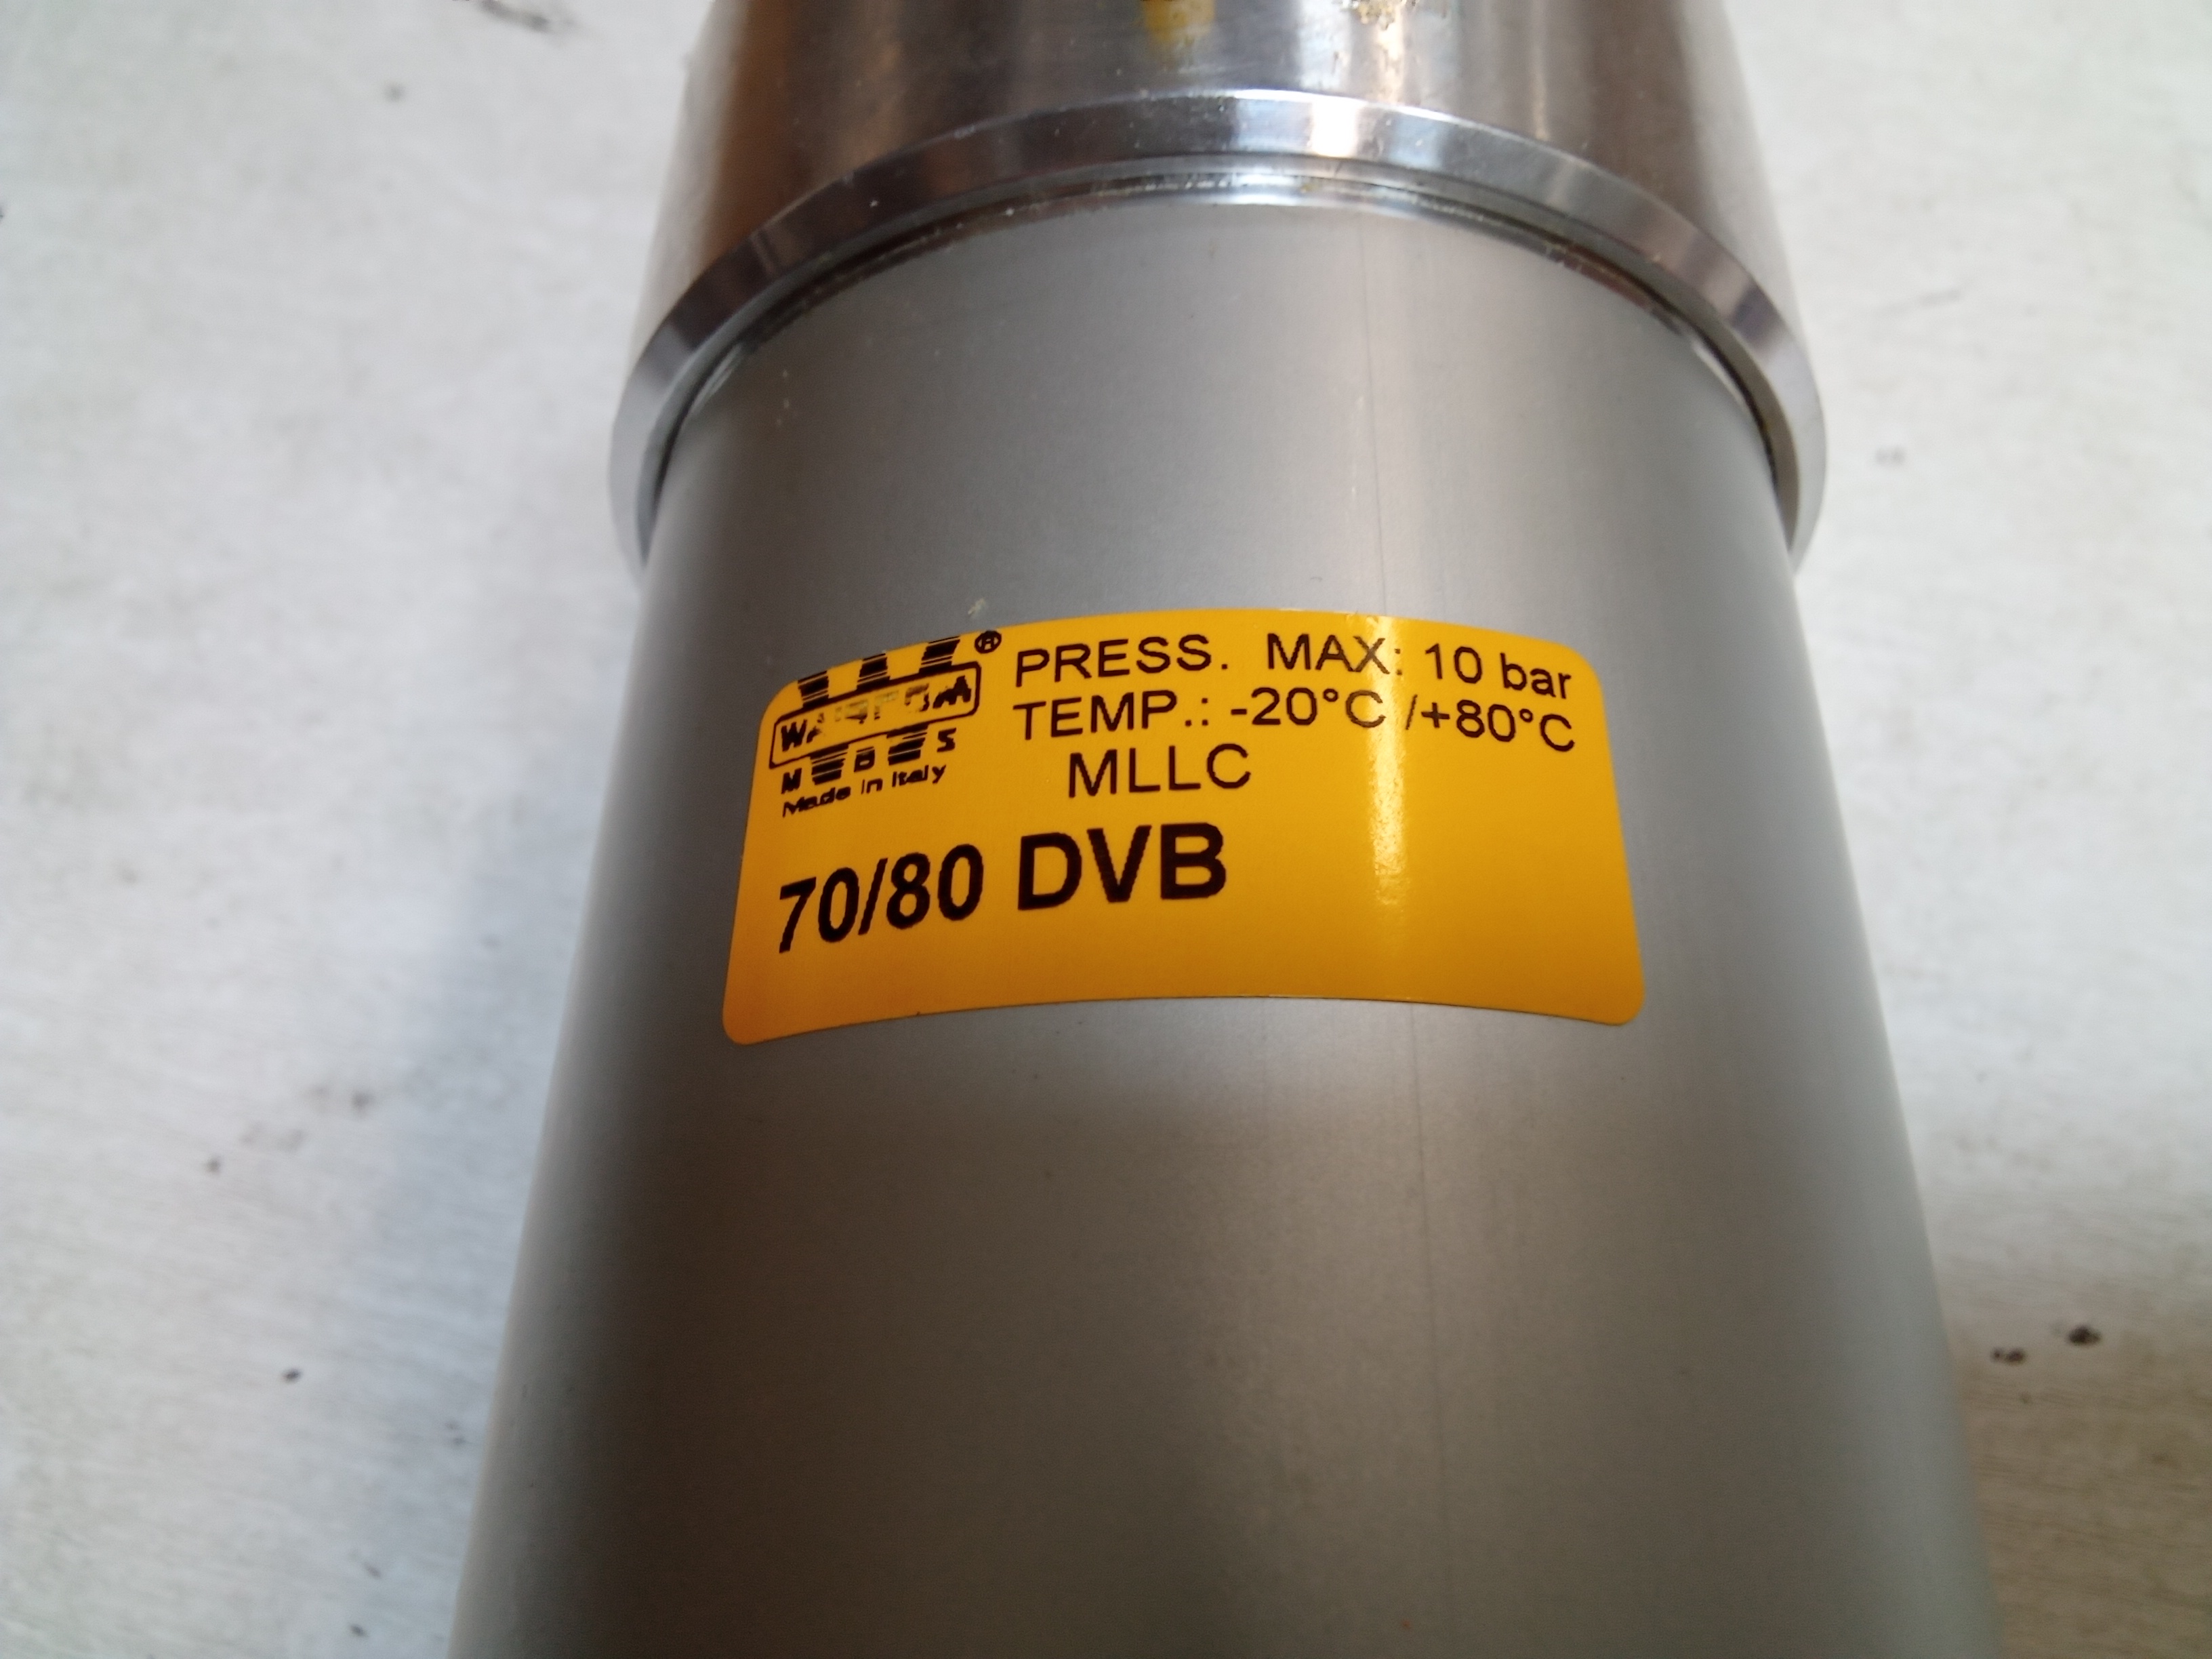 ®
PRESS. MAX: 10 bar
TEMP.: -20°C /+80°C
MLLC
Made in Italy
70/80 DVB